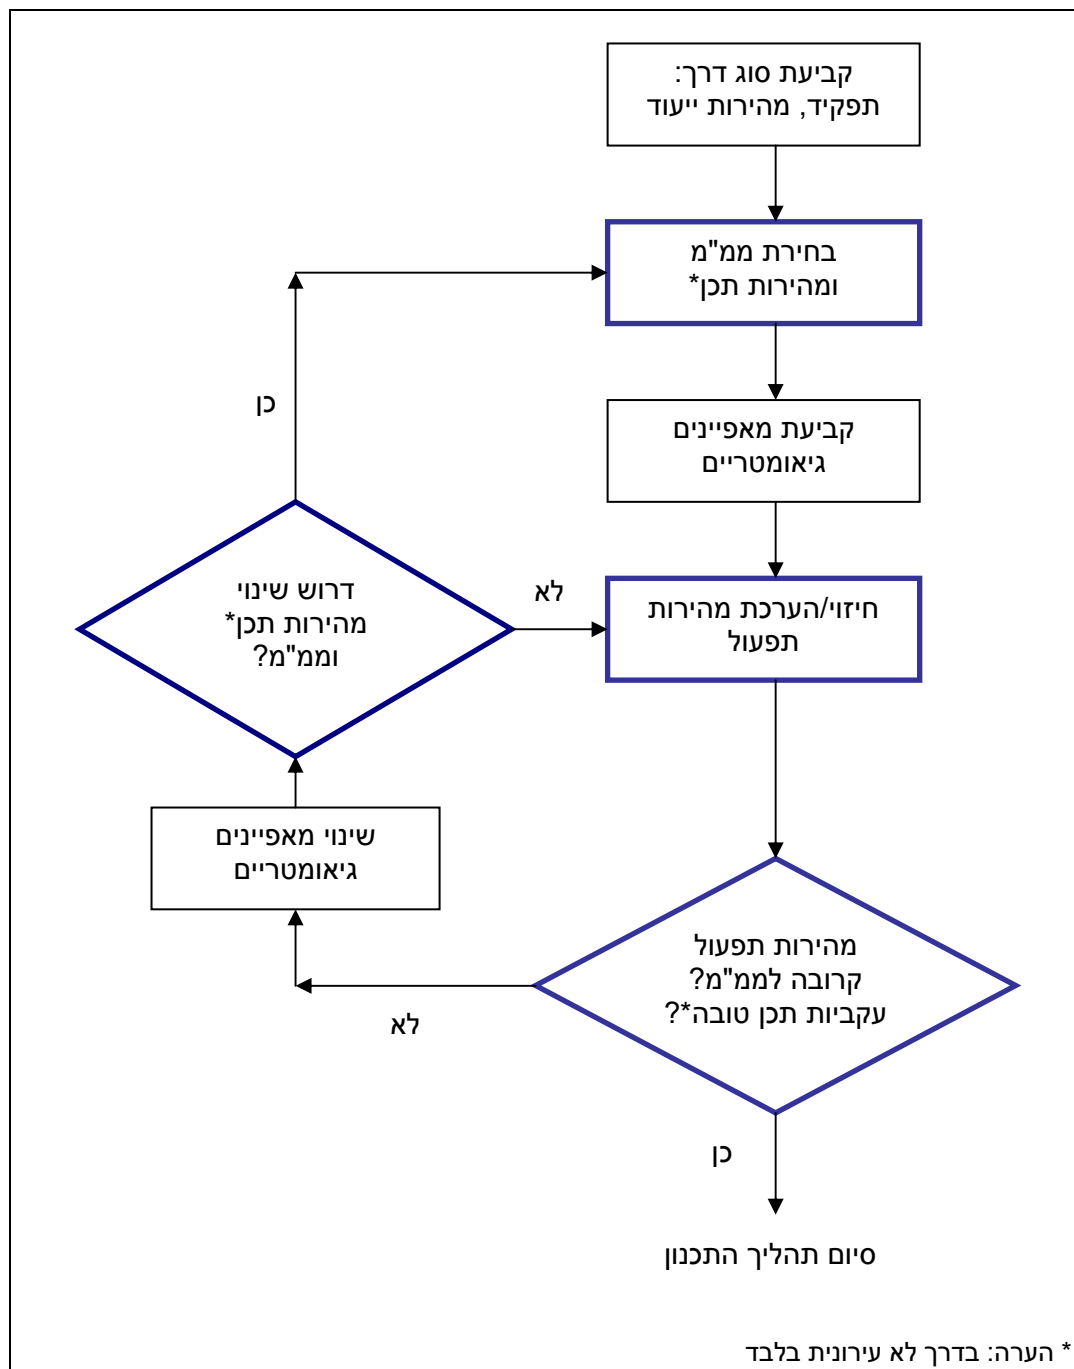 קביעת סוג דרך:
תפקיד, מהירות ייעוד
בחירת ממ"מ
ומהירות תכן*
כן
קביעת מאפיינים
גיאומטריים
דרוש שינוי
מהירות תכן*
וממ"מ?
לא
חיזוי/הערכת מהירות
תפעול
שינוי מאפיינים
גיאומטריים
מהירות תפעול
קרובה לממ"מ?
עקביות תכן טובה*?
לא
כן
סיום תהליך התכנון
* הערה: בדרך לא עירונית בלבד